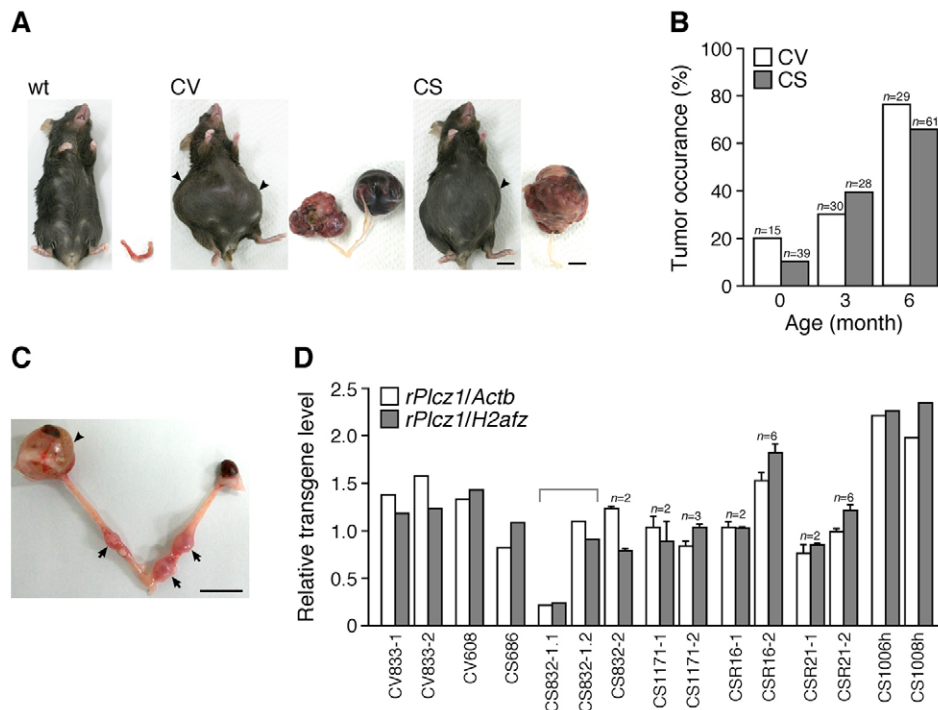 A
wt
CV
CS
B
Tumor occurance (%)
100
80
60
40
20
0
CV
CS
n=15
n=39
n=30
n=28
n=29
n=61
0
3
6
Age (month)
C
D
Relative transgene level
2.5
2.0
1.5
1.0
0.5
0
rPlcz1/Actb
rPlcz1/H2afz
n=2
n=2
n=3
n=2
n=6
n=2
n=6
CV833-1
CV833-2
CV608
CS686
CS832-1.1
CS832-1.2
CS832-2
CS1171-1
CS1171-2
CSR16-1
CSR16-2
CSR21-1
CSR21-2
CS1006h
CS1008h